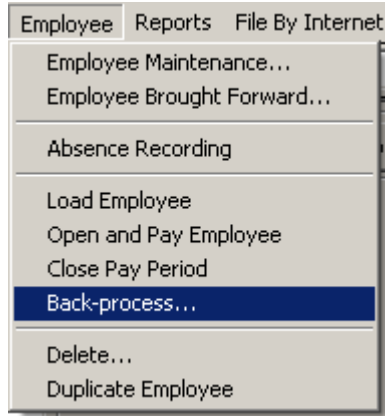 Employee Reports File By Internet
Employee Maintenance...
Employee Brought Forward...
Absence Recording
Load Employee
Open and Pay Employee
Close Pay Period
Back-process...
Delete...
Duplicate Employee